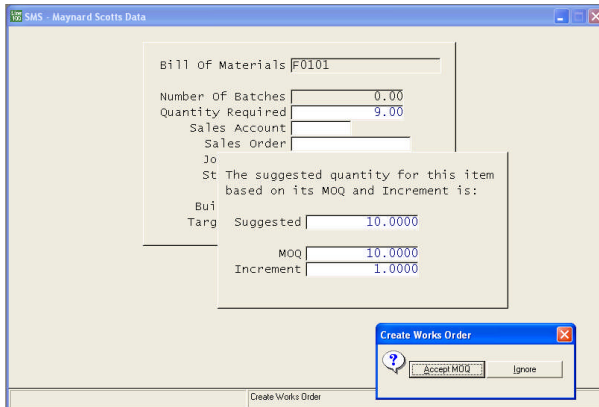 SMS - Maynard Scotts Data
Bill Of Materials F0101
Number Of Batches 0.00
Quantity Required 9.00
Sales Account
Sales Order
Jo
St
Bui
Targ
The suggested quantity for this item
based on its MOQ and Increment is:
Suggested 10.0000
MOQ 10.0000
Increment 1.0000
Create Works Order
Accept MOQ Ignore
Create Works Order